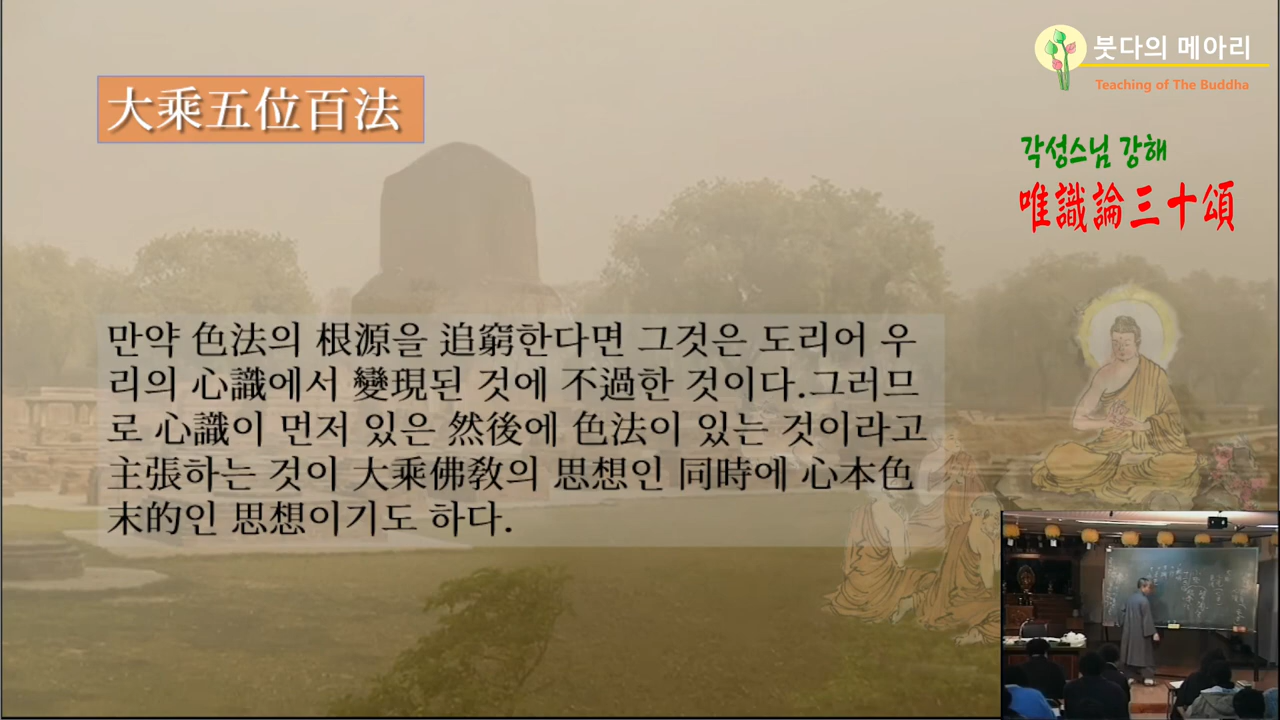 大乘五位百法
붓다의 메아리
Teaching of The Buddha
각성스님 강해
唯識論三十頌
만약 色法의 根源을 追窮한다면 그것은 도리어 우
리의 心識에서 變現된 것에 不過한 것이다.그러므
로 心識이 먼저 있은 然後에 色法이 있는 것이라고
主張하는 것이 大乘佛敎의 思想인 同時에 心本色
末的인 思想이기도 하다.